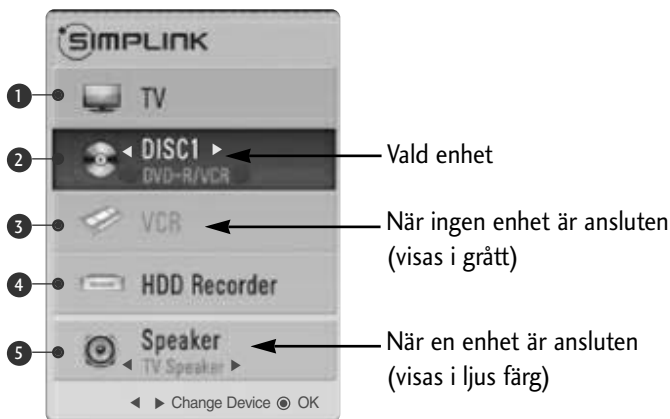 SIMPLINK
1 TV
2 DISC1 Vald enhet
DVD-R/VCR
3 VCR När ingen enhet är ansluten
(visas i grått)
4 HDD Recorder
5 Speaker När en enhet är ansluten
TV Speaker (visas i ljus färg)
Change Device OK